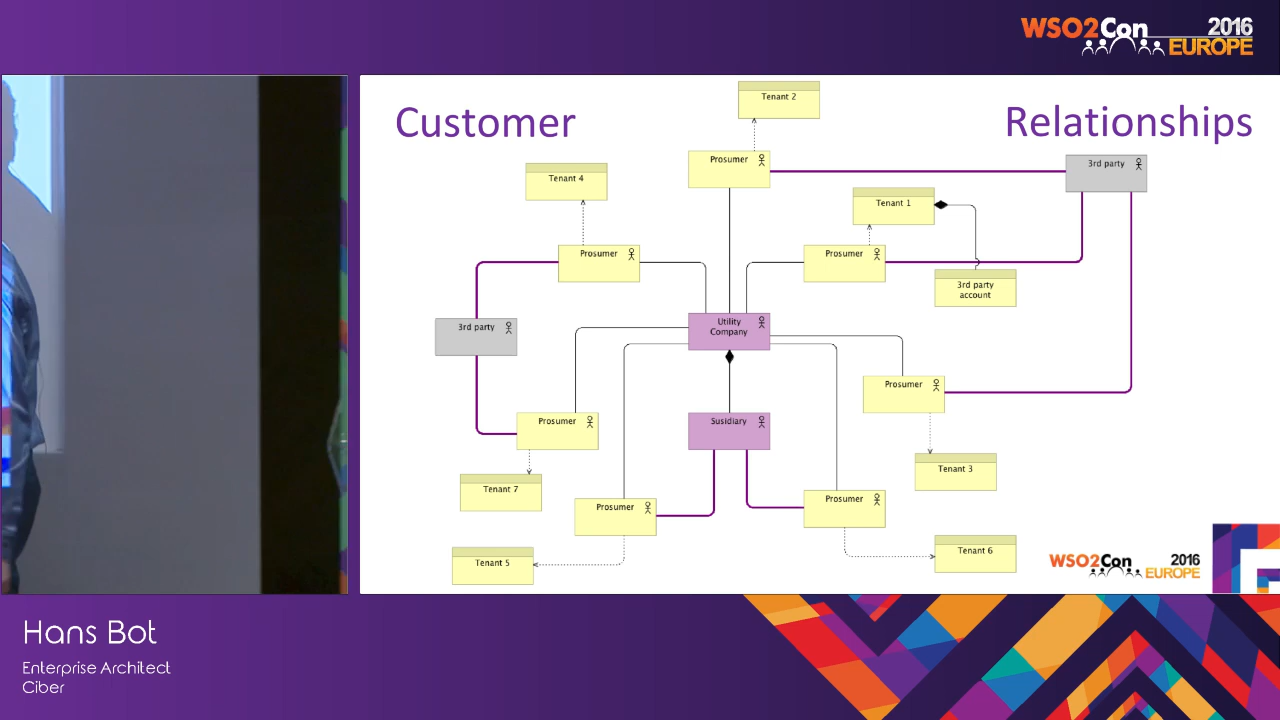 WSO2Con 2016
EUROPE
Customer
Relationships
Tenant 2
Prosumer
3rd party
Tenant 4
Tenant 1
Prosumer
Prosumer
3rd party
account
3rd party
Utility
Company
Prosumer
Prosumer
Susidiary
Tenant 3
Tenant 7
Prosumer
Prosumer
Tenant 5
Tenant 6
WSO2Con 2016
EUROPE
Hans Bot
Enterprise Architect
Ciber